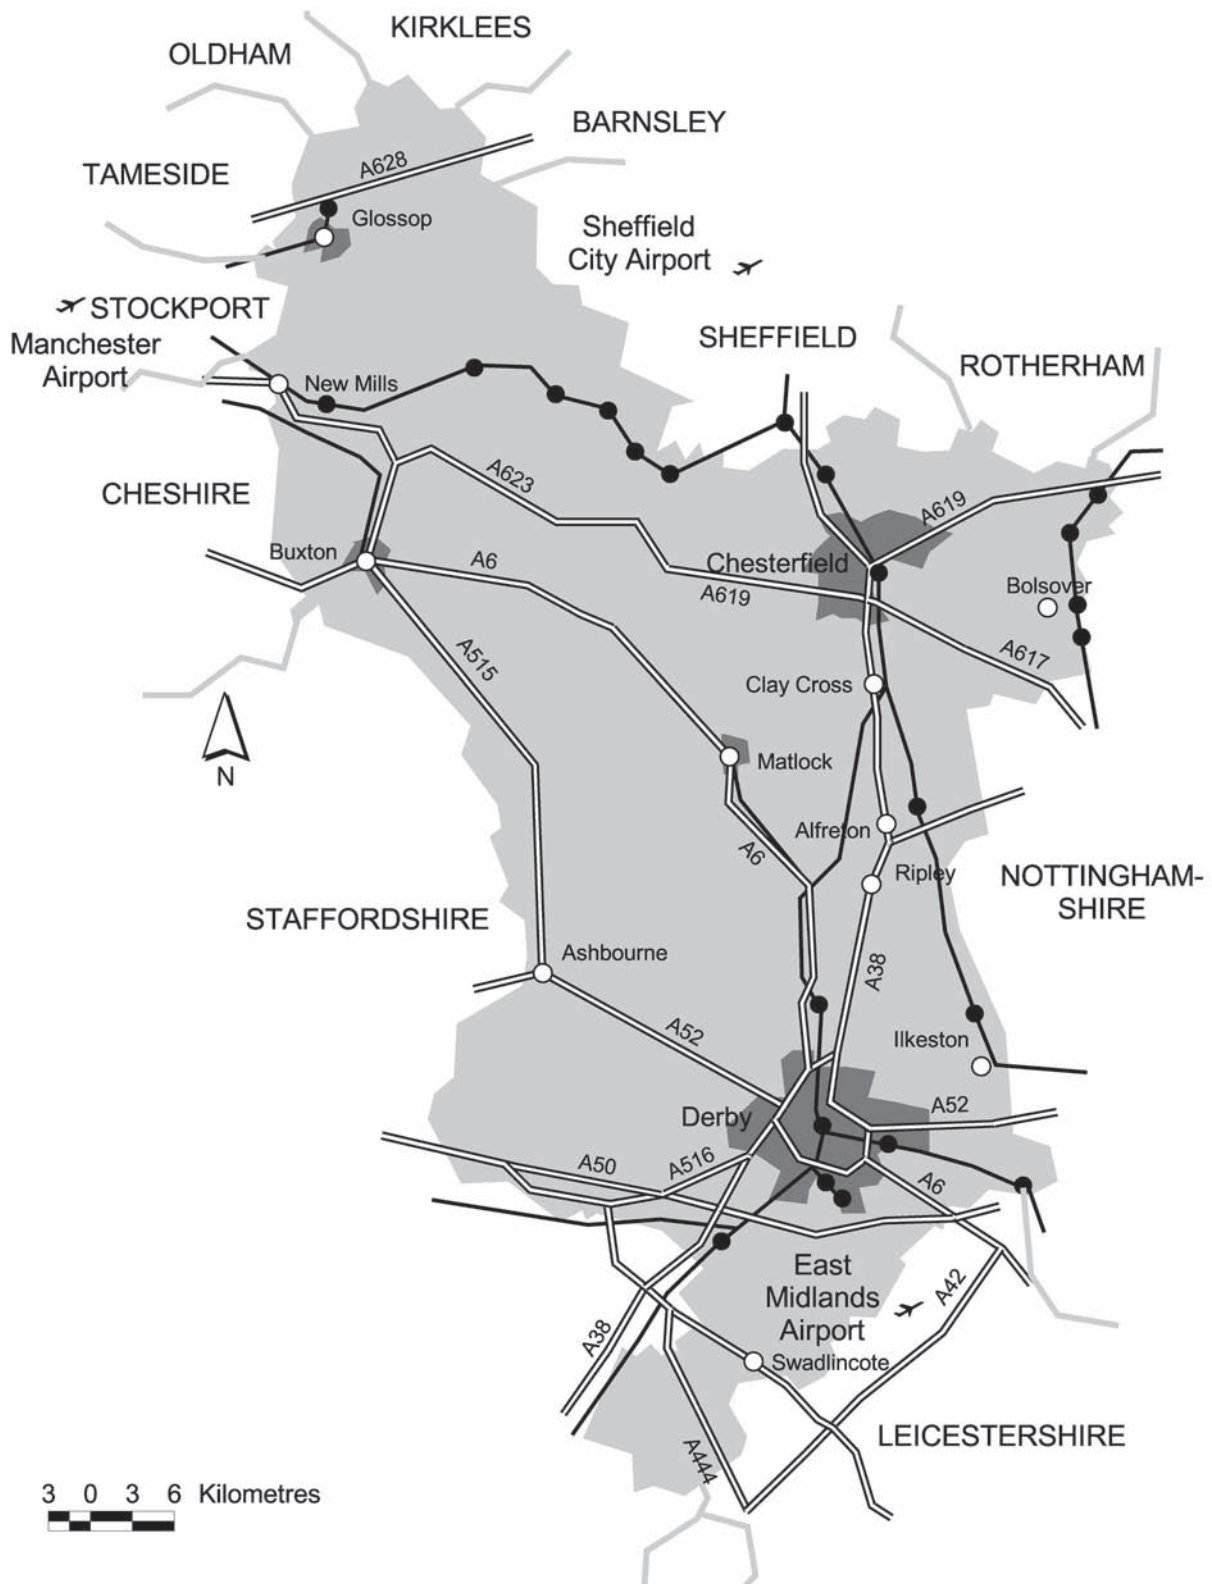 KIRKLEES
OLDHAM
BARNSLEY
A628
TAMESIDE
Glossop
Sheffield
City Airport
STOCKPORT
Manchester
Airport
SHEFFIELD
ROTHERHAM
New Mills
A623
CHESHIRE
A619
Buxton
A6
Chesterfield
A619
Bolsover
A515
A617
Clay Cross
N
Matlock
Alfreton
A6
Ripley
NOTTINGHAM-
SHIRE
STAFFORDSHIRE
Ashbourne
A38
A52
Ilkeston
Derby
A52
A50
A516
A6
East
Midlands
Airport
A42
A38
Swadlincote
LEICESTERSHIRE
A444
3 0 3 6 Kilometres